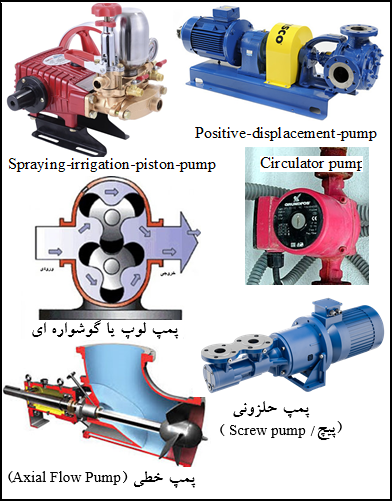 SCO
Positive-displacement-pump
Spraying-irrigation-piston-pump
Circulator pump
GRUNDFOS
ورودی
خروجی
پمپ لوپ یا گوشواره ای
پمپ حلزونی
(پیچ / Screw pump )
پمپ خطی (Axial Flow Pump)